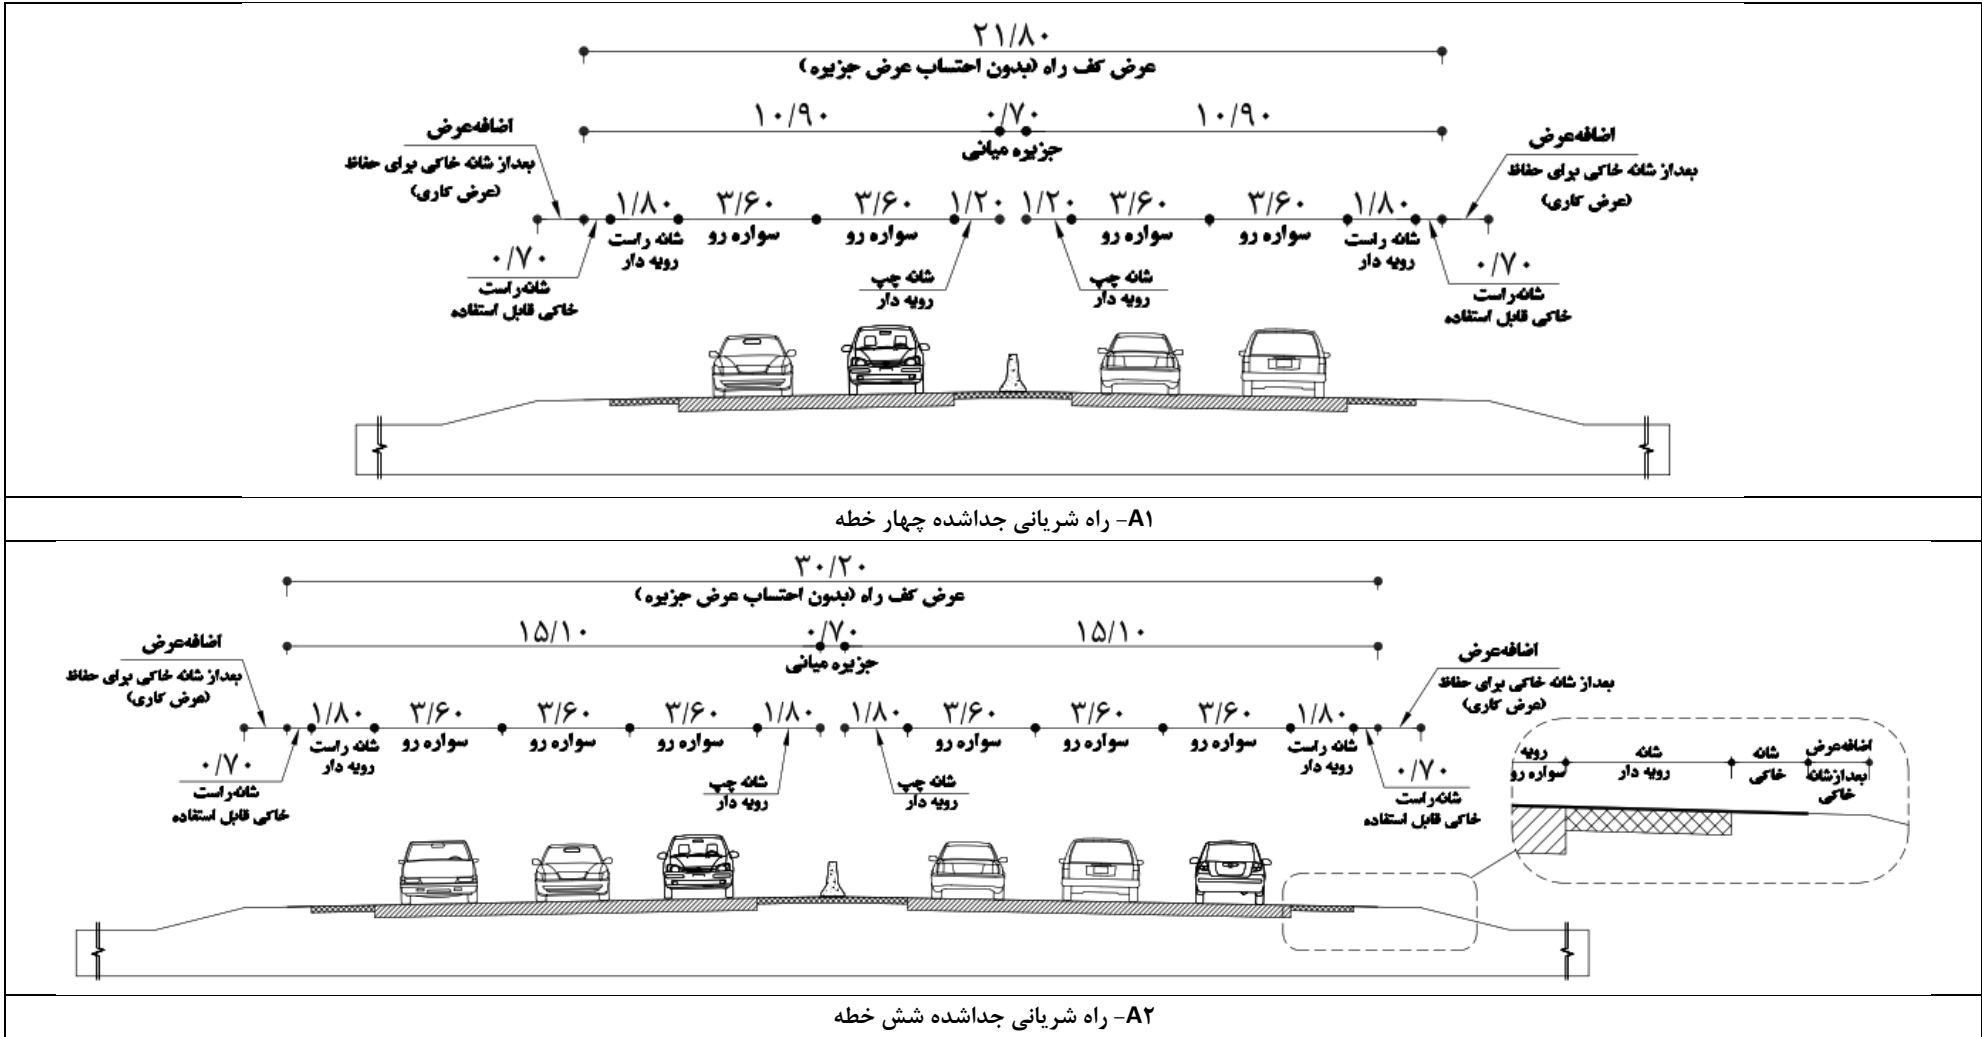 ۲۱/۸۰
عرض کف راه (بدون احتساب عرض جزیره)
۱۰/۹۰ ۰/۷۰ ۱۰/۹۰
جزیره میانی
اضافه‌عرض
بعداز شانه خاکی برای حفاظ
(عرض کاری)
اضافه‌عرض
بعداز شانه خاکی برای حفاظ
(عرض کاری)
۱/۸۰ ۳/۶۰ ۳/۶۰ ۱/۲۰ ۱/۲۰ ۳/۶۰ ۳/۶۰ ۱/۸۰
شانه راست
رویه دار
سواره رو
سواره رو
سواره رو
سواره رو
شانه راست
رویه دار
۰/۷۰
شانه‌راست
خاکی قابل استفاده
شانه چپ
رویه دار
شانه چپ
رویه دار
۰/۷۰
شانه‌راست
خاکی قابل استفاده
A۱- راه شریانی جداشده چهار خطه
۳۰/۲۰
عرض کف راه (بدون احتساب عرض جزیره)
۱۵/۱۰ ۰/۷۰ ۱۵/۱۰
جزیره میانی
اضافه‌عرض
بعداز شانه خاکی برای حفاظ
(عرض کاری)
اضافه‌عرض
بعداز شانه خاکی برای حفاظ
(عرض کاری)
۱/۸۰ ۳/۶۰ ۳/۶۰ ۳/۶۰ ۱/۸۰ ۱/۸۰ ۳/۶۰ ۳/۶۰ ۳/۶۰ ۱/۸۰
شانه راست
رویه دار
سواره رو
سواره رو
سواره رو
سواره رو
سواره رو
سواره رو
شانه راست
رویه دار
۰/۷۰
شانه‌راست
خاکی قابل استفاده
شانه چپ
رویه دار
شانه چپ
رویه دار
۰/۷۰
شانه‌راست
خاکی قابل استفاده
رویه
سواره رو
شانه
رویه دار
شانه
خاکی
اضافه‌عرض
بعدازشانه
خاکی
A۲- راه شریانی جداشده شش خطه